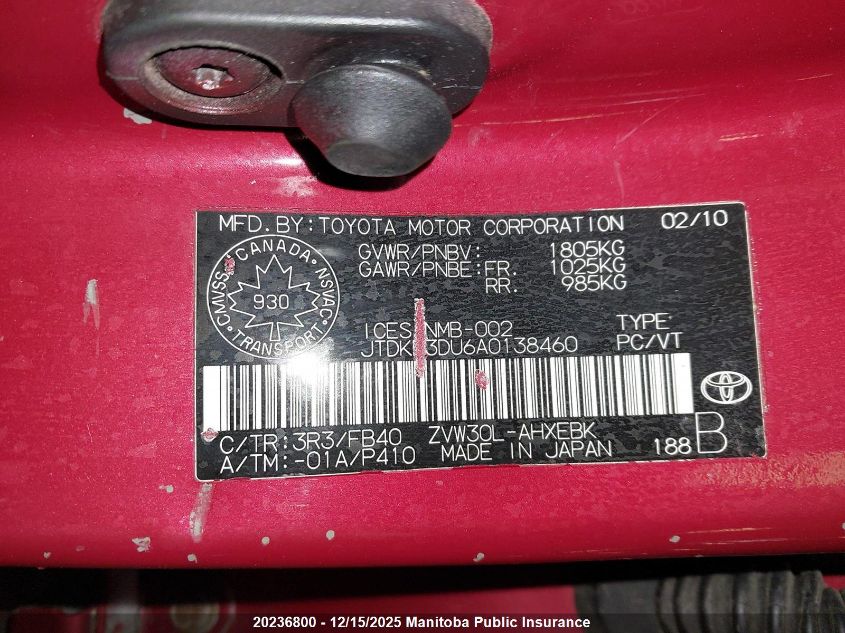 MFD. BY: TOYOTA MOTOR CORPORATION 02/10
GVWR/PNBV: 1805KG
GAWR/PNBE: FR. 1025KG
RR. 985KG
CANADA
CMVSS NSVAC
930
TRANSPORT
ICES NMB-002 TYPE
3DU6A0138460 PC/VT
C/TR: 3R3/FB40 ZVW30L-AHXEBK
A/TM: -01A/P410 MADE IN JAPAN 188 B
20236800 - 12/15/2025 Manitoba Public Insurance